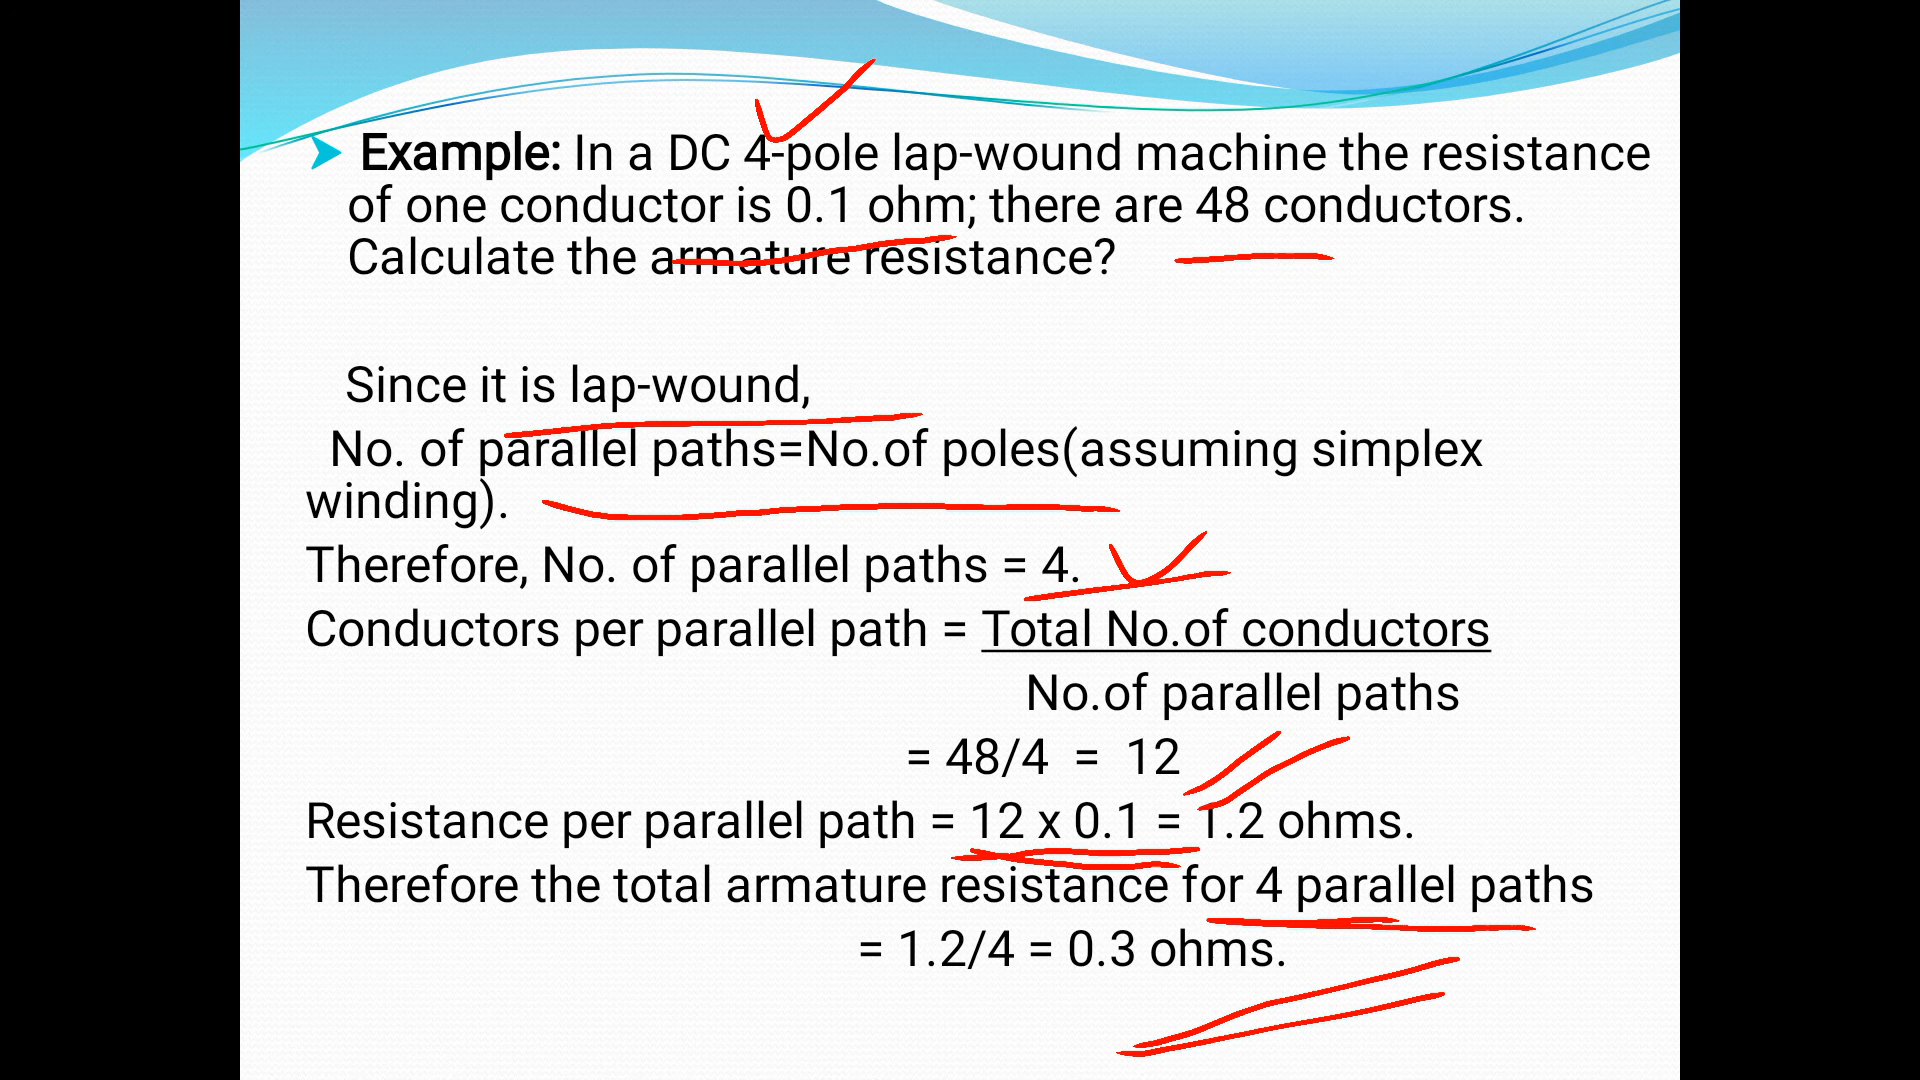 Example: In a DC 4-pole lap-wound machine the resistance
of one conductor is 0.1 ohm; there are 48 conductors.
Calculate the armature resistance?
Since it is lap-wound,
No. of parallel paths=No.of poles(assuming simplex
winding).
Therefore, No. of parallel paths = 4.
Conductors per parallel path = Total No.of conductors
No.of parallel paths
= 48/4 = 12
Resistance per parallel path = 12 x 0.1 = 1.2 ohms.
Therefore the total armature resistance for 4 parallel paths
= 1.2/4 = 0.3 ohms.